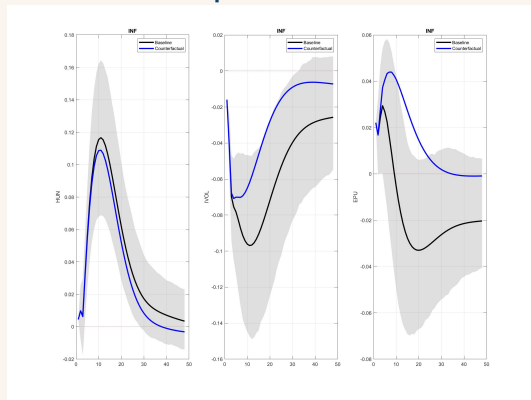 INF
Baseline
Counterfactual
HUN
0.18
0.16
0.14
0.12
0.1
0.08
0.06
0.04
0.02
0
-0.02
0 10 20 30 40 50
INF
Baseline
Counterfactual
IVOL
0.02
0
-0.02
-0.04
-0.06
-0.08
-0.1
-0.12
-0.14
-0.16
0 10 20 30 40 50
INF
Baseline
Counterfactual
EPU
0.06
0.04
0.02
0
-0.02
-0.04
-0.06
-0.08
0 10 20 30 40 50